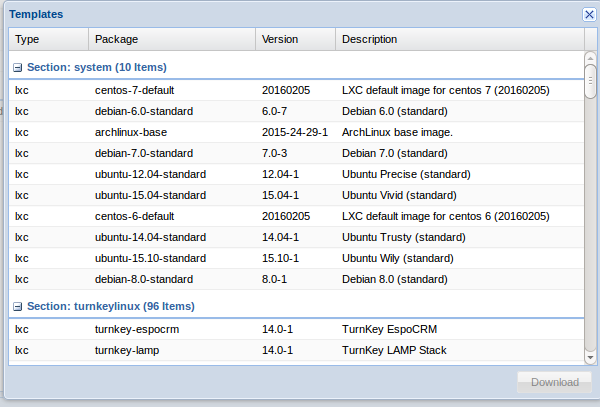 Templates
Type Package Version Description
Section: system (10 Items)
lxc centos-7-default 20160205 LXC default image for centos 7 (20160205)
lxc debian-6.0-standard 6.0-7 Debian 6.0 (standard)
lxc archlinux-base 2015-24-29-1 ArchLinux base image.
lxc debian-7.0-standard 7.0-3 Debian 7.0 (standard)
lxc ubuntu-12.04-standard 12.04-1 Ubuntu Precise (standard)
lxc ubuntu-15.04-standard 15.04-1 Ubuntu Vivid (standard)
lxc centos-6-default 20160205 LXC default image for centos 6 (20160205)
lxc ubuntu-14.04-standard 14.04-1 Ubuntu Trusty (standard)
lxc ubuntu-15.10-standard 15.10-1 Ubuntu Wily (standard)
lxc debian-8.0-standard 8.0-1 Debian 8.0 (standard)
Section: turnkeylinux (96 Items)
lxc turnkey-espocrm 14.0-1 TurnKey EspoCRM
lxc turnkey-lamp 14.0-1 TurnKey LAMP Stack
Download